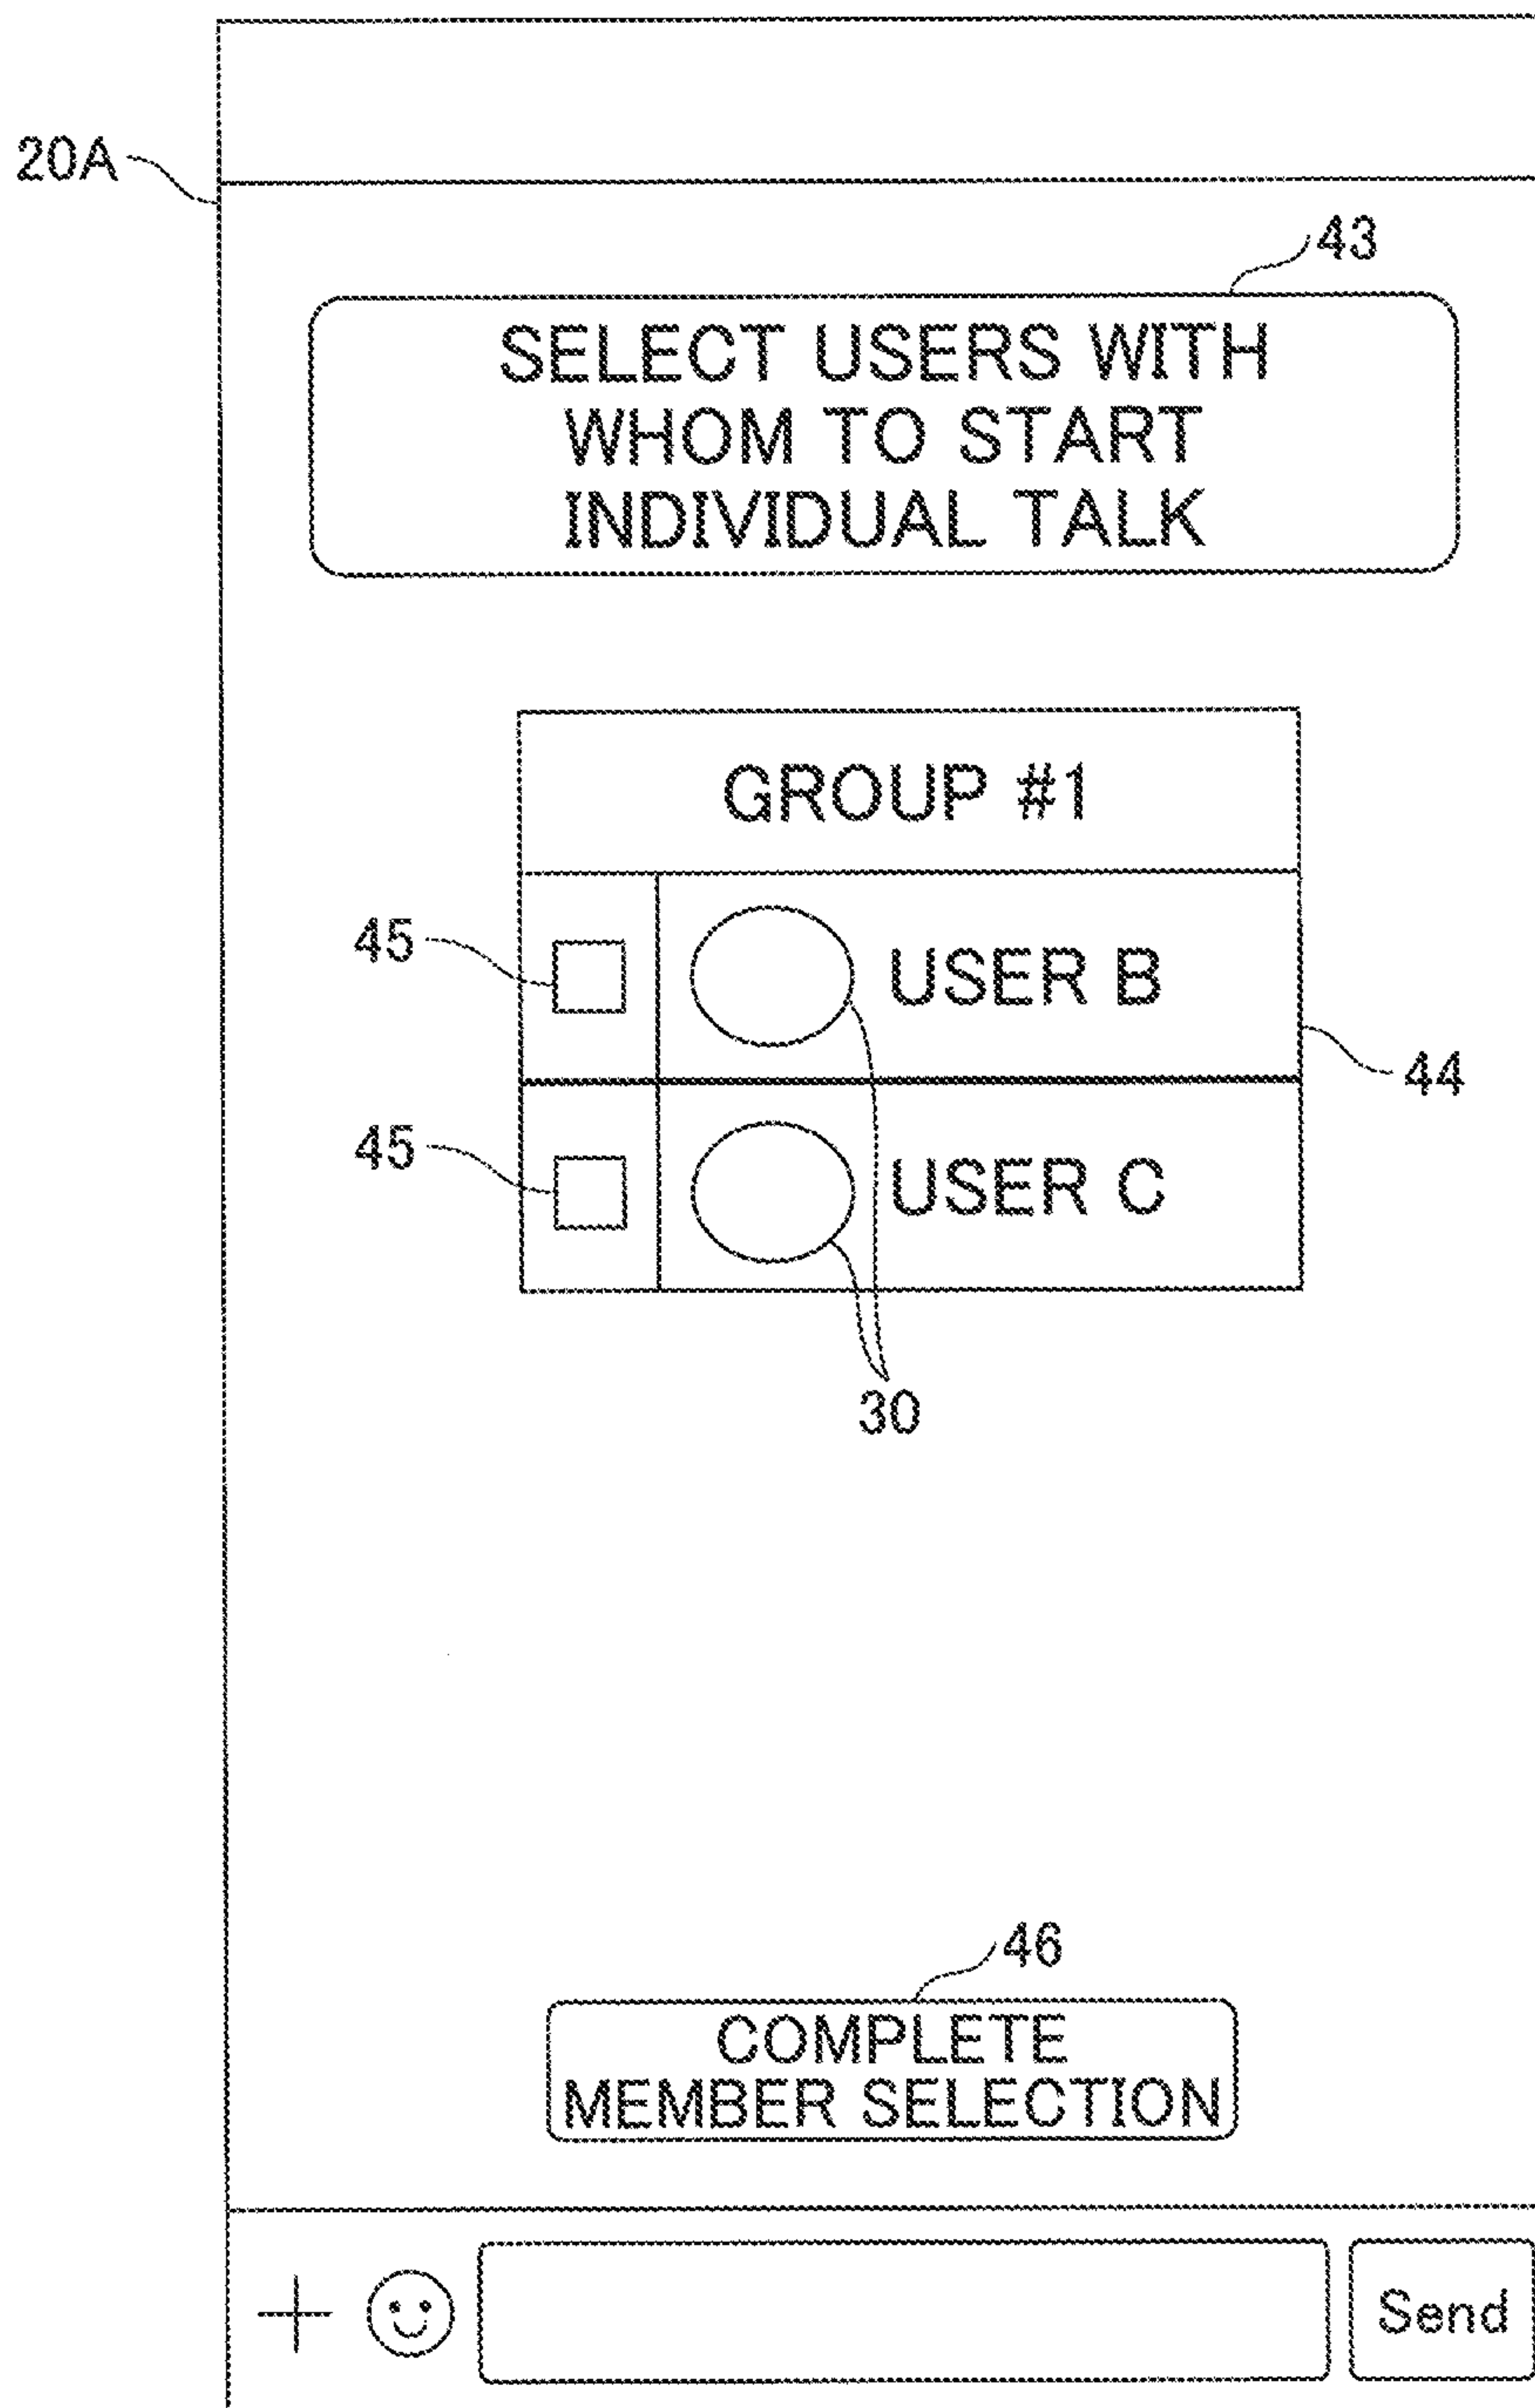 20A
43
SELECT USERS WITH
WHOM TO START
INDIVIDUAL TALK
GROUP #1
45
USER B
44
45
USER C
30
46
COMPLETE
MEMBER SELECTION
Send